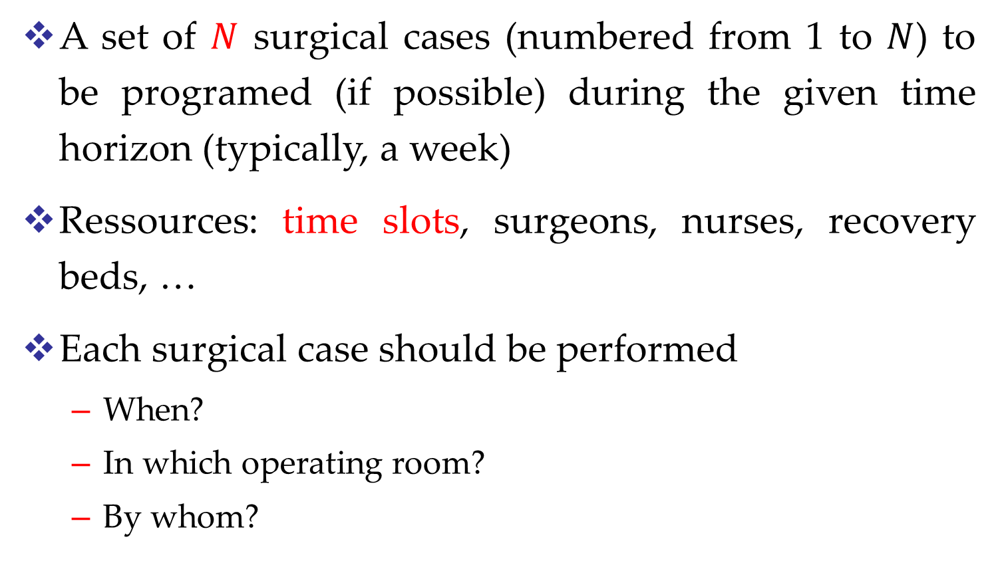 ❖A set of N surgical cases (numbered from 1 to N) to
be programed (if possible) during the given time
horizon (typically, a week)
❖Ressources: time slots, surgeons, nurses, recovery
beds, …
❖Each surgical case should be performed
– When?
– In which operating room?
– By whom?